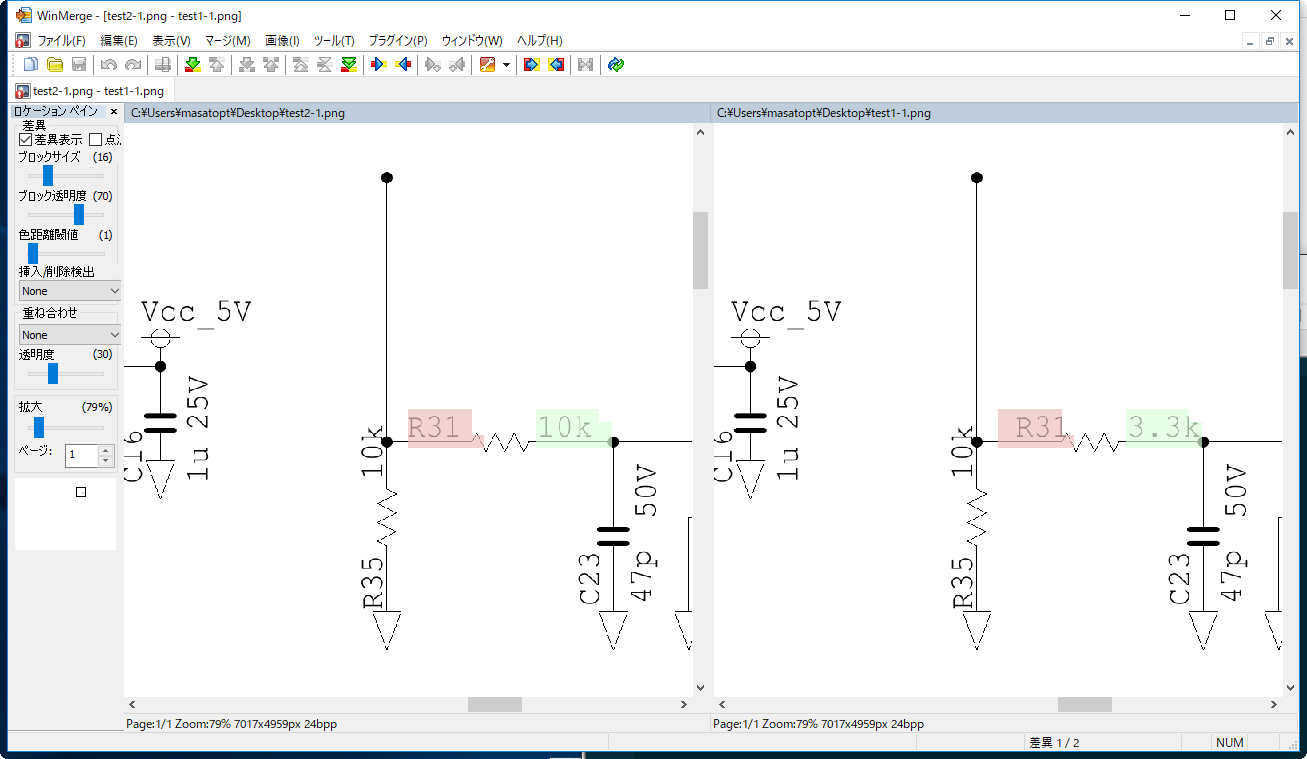 WinMerge - [test2-1.png - test1-1.png]
ファイル(F) 編集(E) 表示(V) マージ(M) 画像(I) ツール(T) プラグイン(P) ウィンドウ(W) ヘルプ(H)
test2-1.png - test1-1.png
ロケーション ペイン ×
差異
差異表示
ブロックサイズ (16)
ブロック透明度 (70)
色距離閾値 (1)
挿入/削除検出
None
重ね合わせ
None
透明度 (30)
拡大 (79%)
ページ: 1
C:¥Users¥masatopt¥Desktop¥test2-1.png
Vcc_5V
1u 25V
C16
10k
R31
10k
R35
50V
C23
47p
Page:1/1 Zoom:79% 7017x4959px 24bpp
C:¥Users¥masatopt¥Desktop¥test1-1.png
Vcc_5V
1u 25V
C16
10k
R31
3.3k
R35
50V
C23
47p
Page:1/1 Zoom:79% 7017x4959px 24bpp
差異 1 / 2
NUM